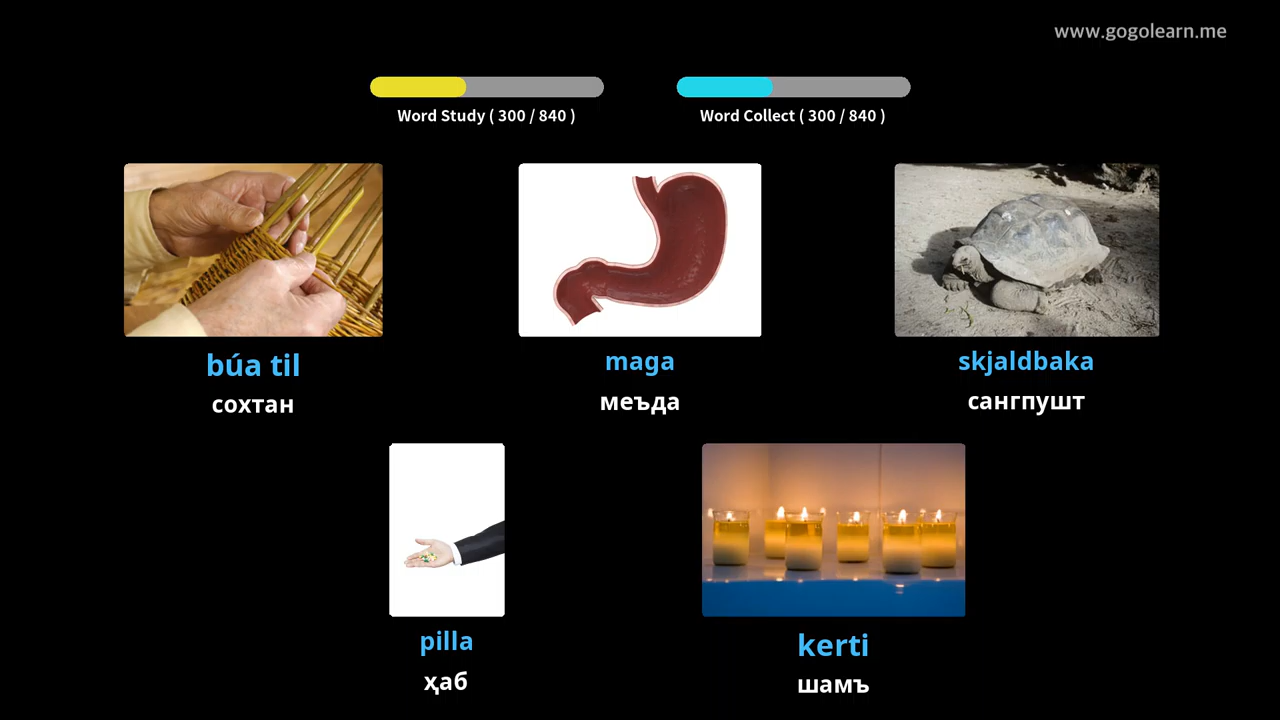 www.gogolearn.me
Word Study ( 300 / 840 )
Word Collect ( 300 / 840 )
búa til
сохтан
maga
меъда
skjaldbaka
сангпушт
pilla
ҳаб
kerti
шамъ